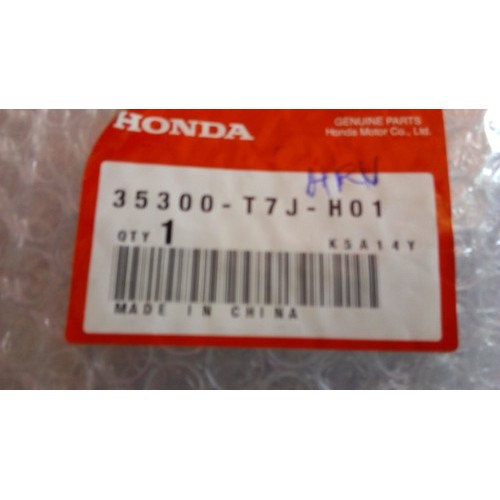 HONDA
GENUINE PARTS
Honda Motor Co., Ltd.
HRV
35300-T7J-H01
QTY 1
KSA14Y
MADE IN CHINA